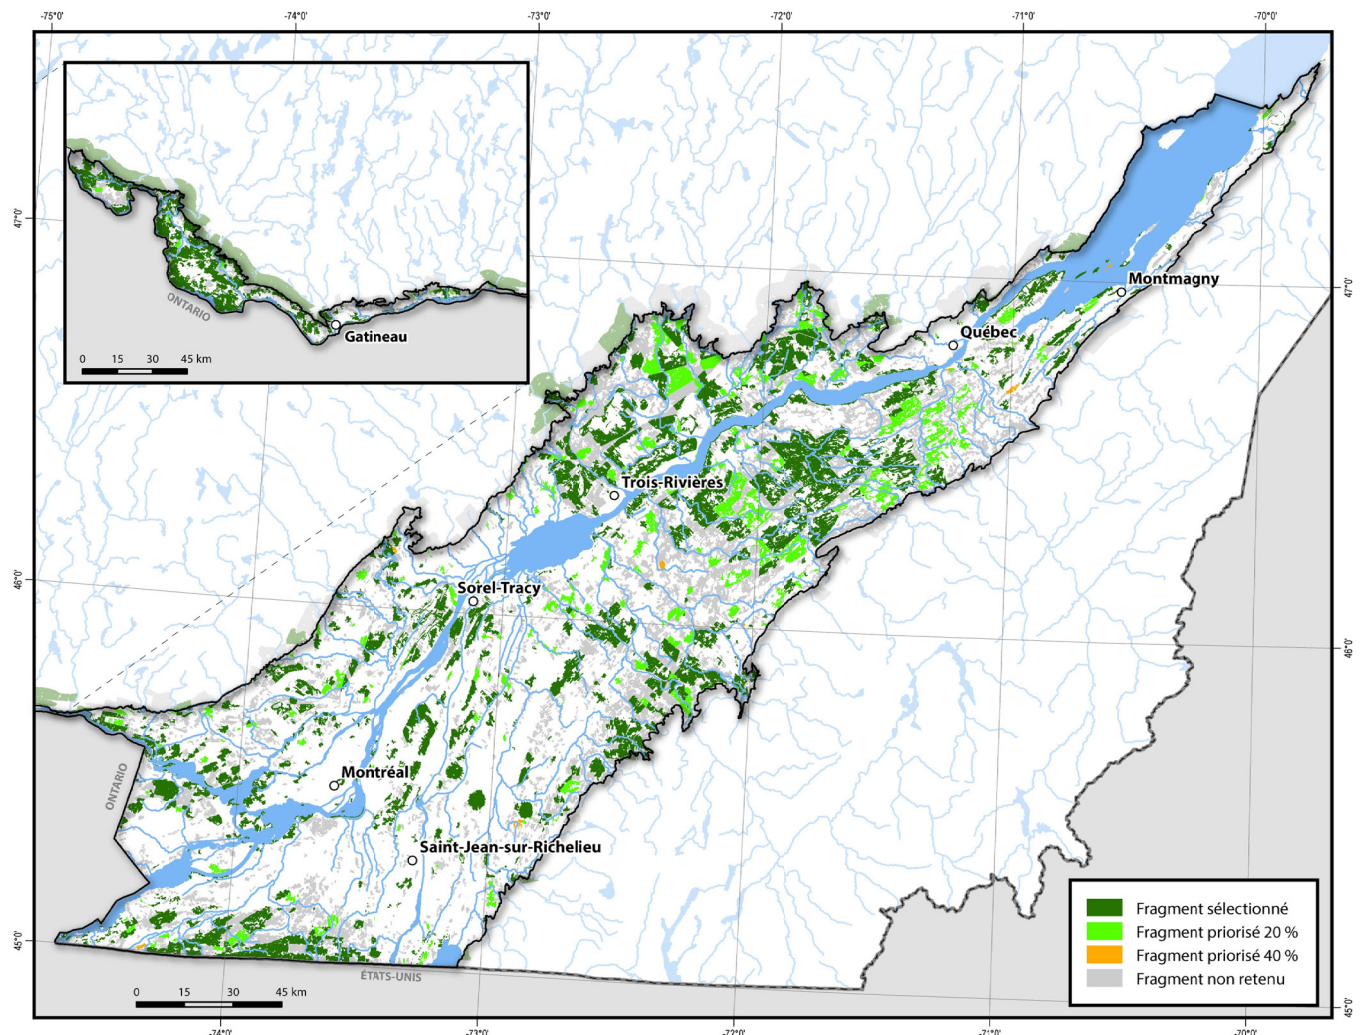 -75°0'
-74°0'
-73°0'
-72°0'
-71°0'
-70°0'
47°0'
47°0'
ONTARIO
Gatineau
0 15 30 45 km
Montmagny
Québec
Trois-Rivières
46°0'
Sorel-Tracy
46°0'
Montréal
ONTARIO
Saint-Jean-sur-Richelieu
45°0'
ÉTATS-UNIS
0 15 30 45 km
Fragment sélectionné
Fragment priorisé 20 %
Fragment priorisé 40 %
Fragment non retenu
45°0'
-74°0'
-73°0'
-72°0'
-71°0'
-70°0'